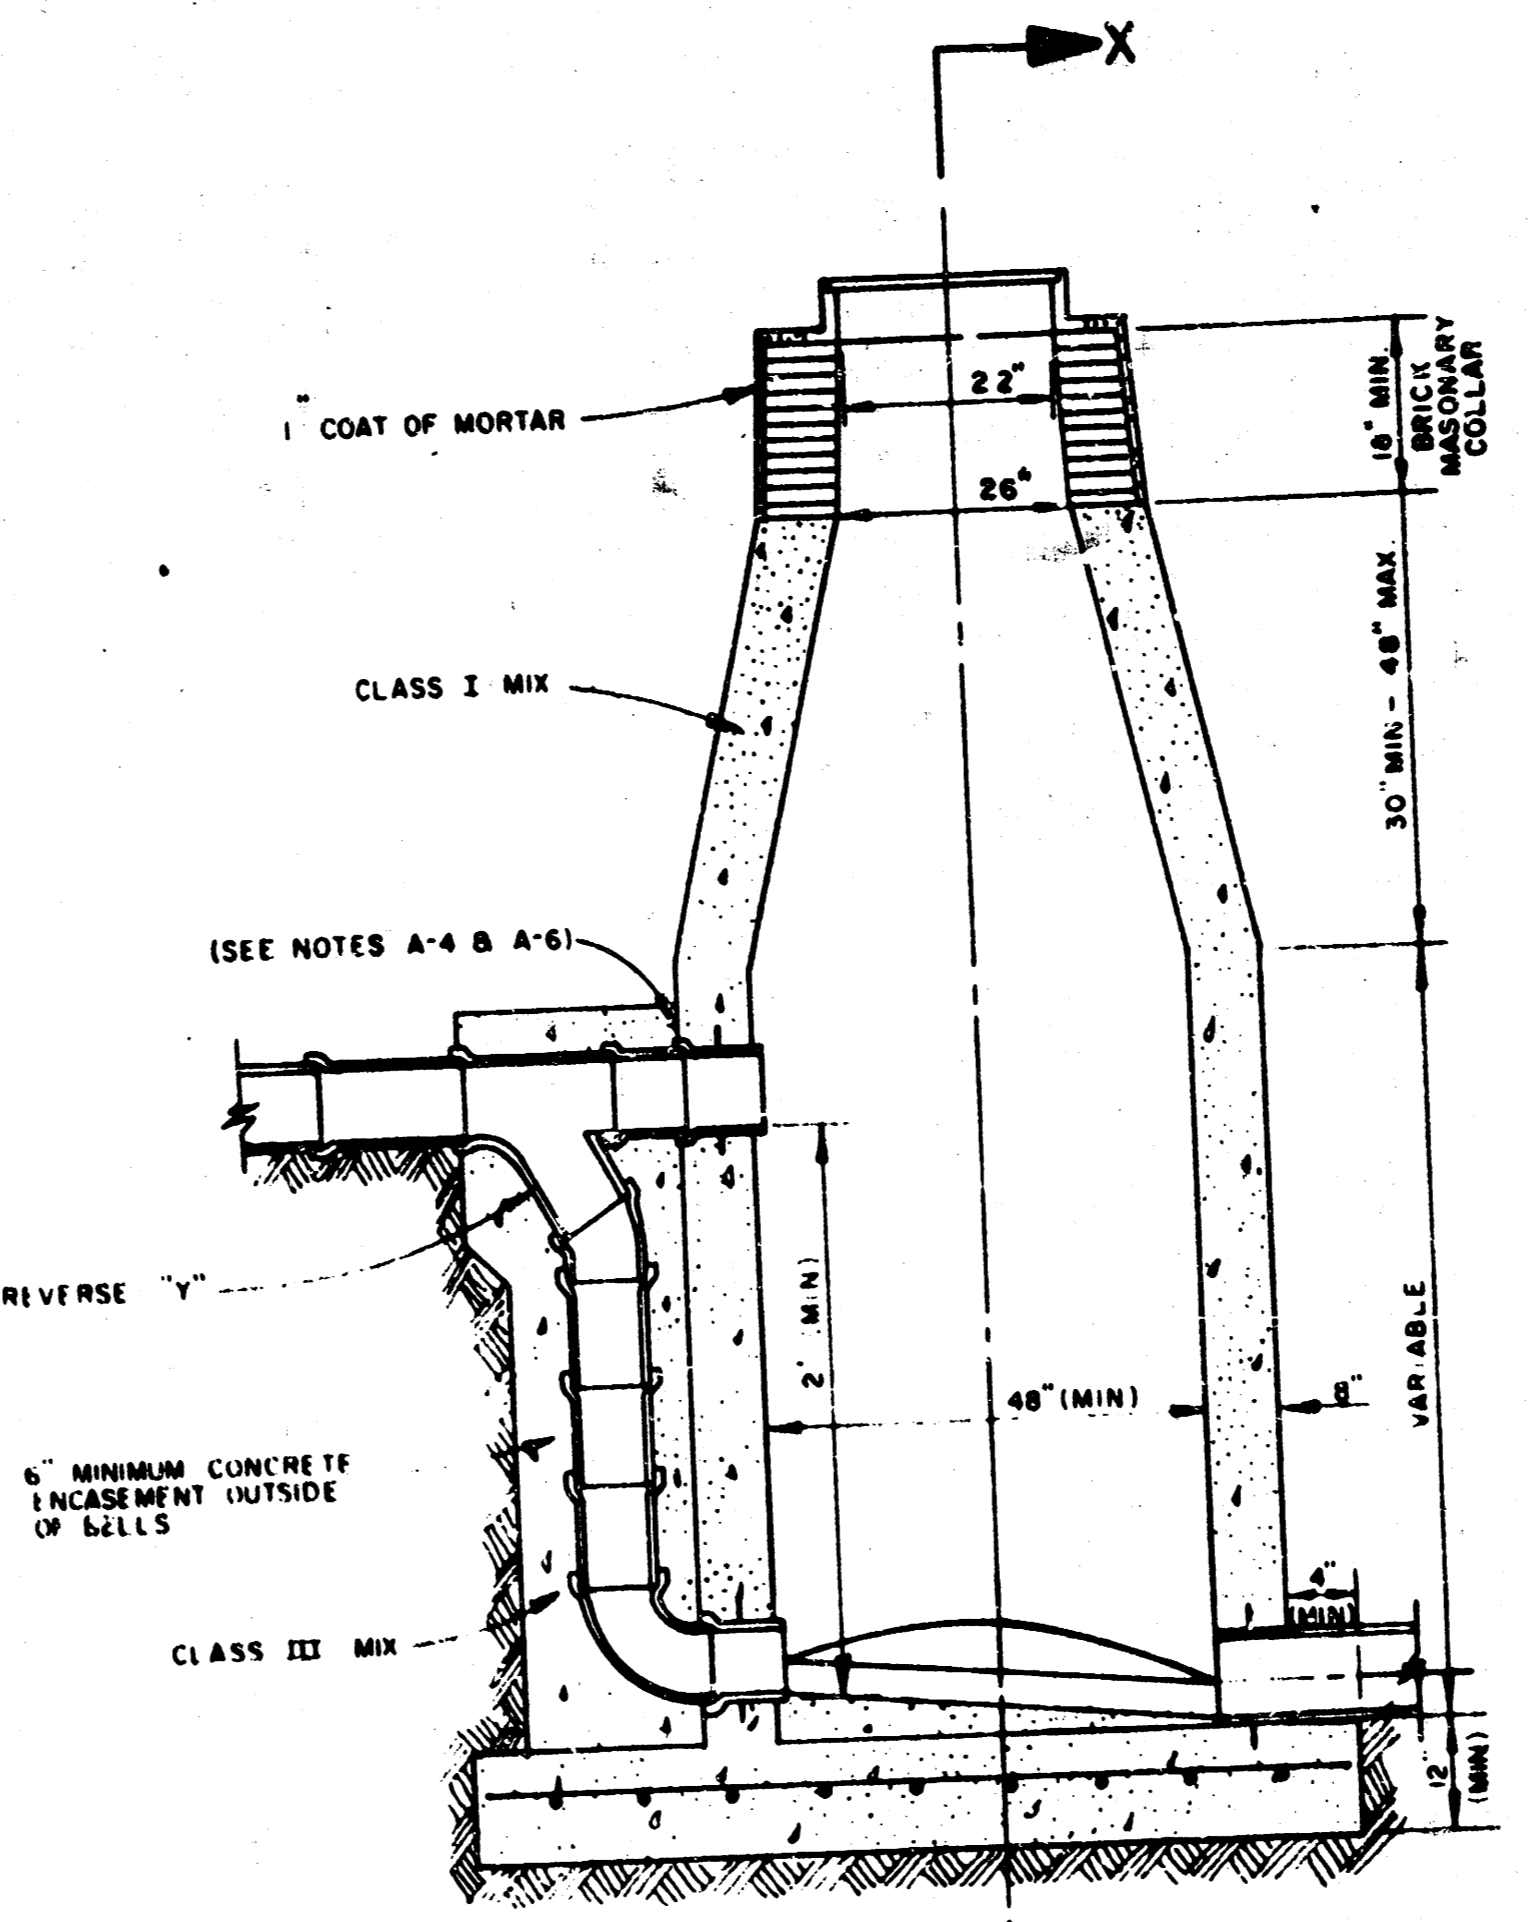 X
22"
1" COAT OF MORTAR
18" MIN.
BRICK
MASONARY
COLLAR
26"
30" MIN - 48" MAX
CLASS I MIX
(SEE NOTES A-4 & A-6)
REVERSE "Y"
2' MIN)
48" (MIN)
8"
VARIABLE
6" MINIMUM CONCRETE
ENCASEMENT OUTSIDE
OF BELLS
4"
(MIN)
CLASS III MIX
12"
(MIN)